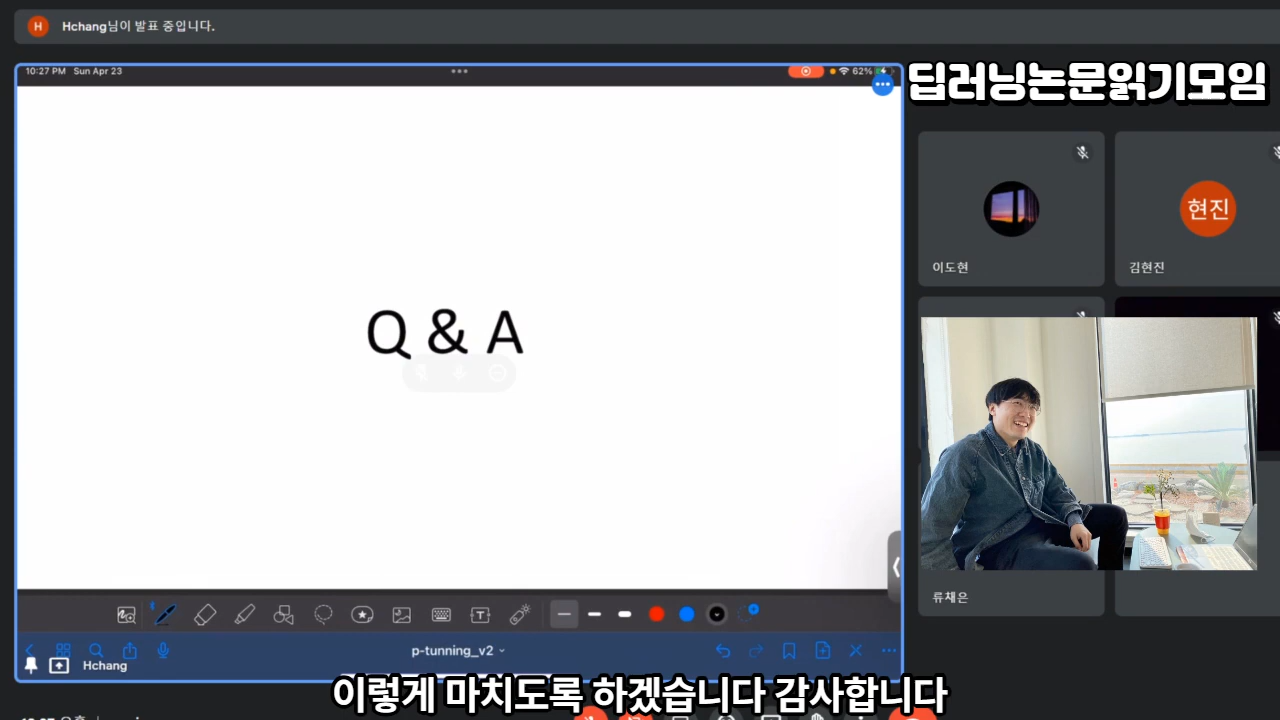 H Hchang님이 발표 중입니다.
10:27 PM Sun Apr 23
62%
딥러닝논문읽기모임
Q & A
현진
이도현
김현진
류채은
p-tunning_v2
Hchang
이렇게 마치도록 하겠습니다 감사합니다